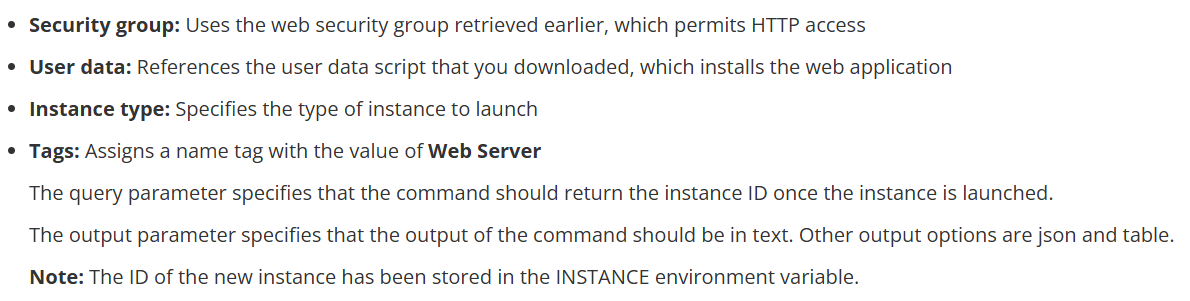 • Security group: Uses the web security group retrieved earlier, which permits HTTP access
• User data: References the user data script that you downloaded, which installs the web application
• Instance type: Specifies the type of instance to launch
• Tags: Assigns a name tag with the value of Web Server
The query parameter specifies that the command should return the instance ID once the instance is launched.
The output parameter specifies that the output of the command should be in text. Other output options are json and table.
Note: The ID of the new instance has been stored in the INSTANCE environment variable.